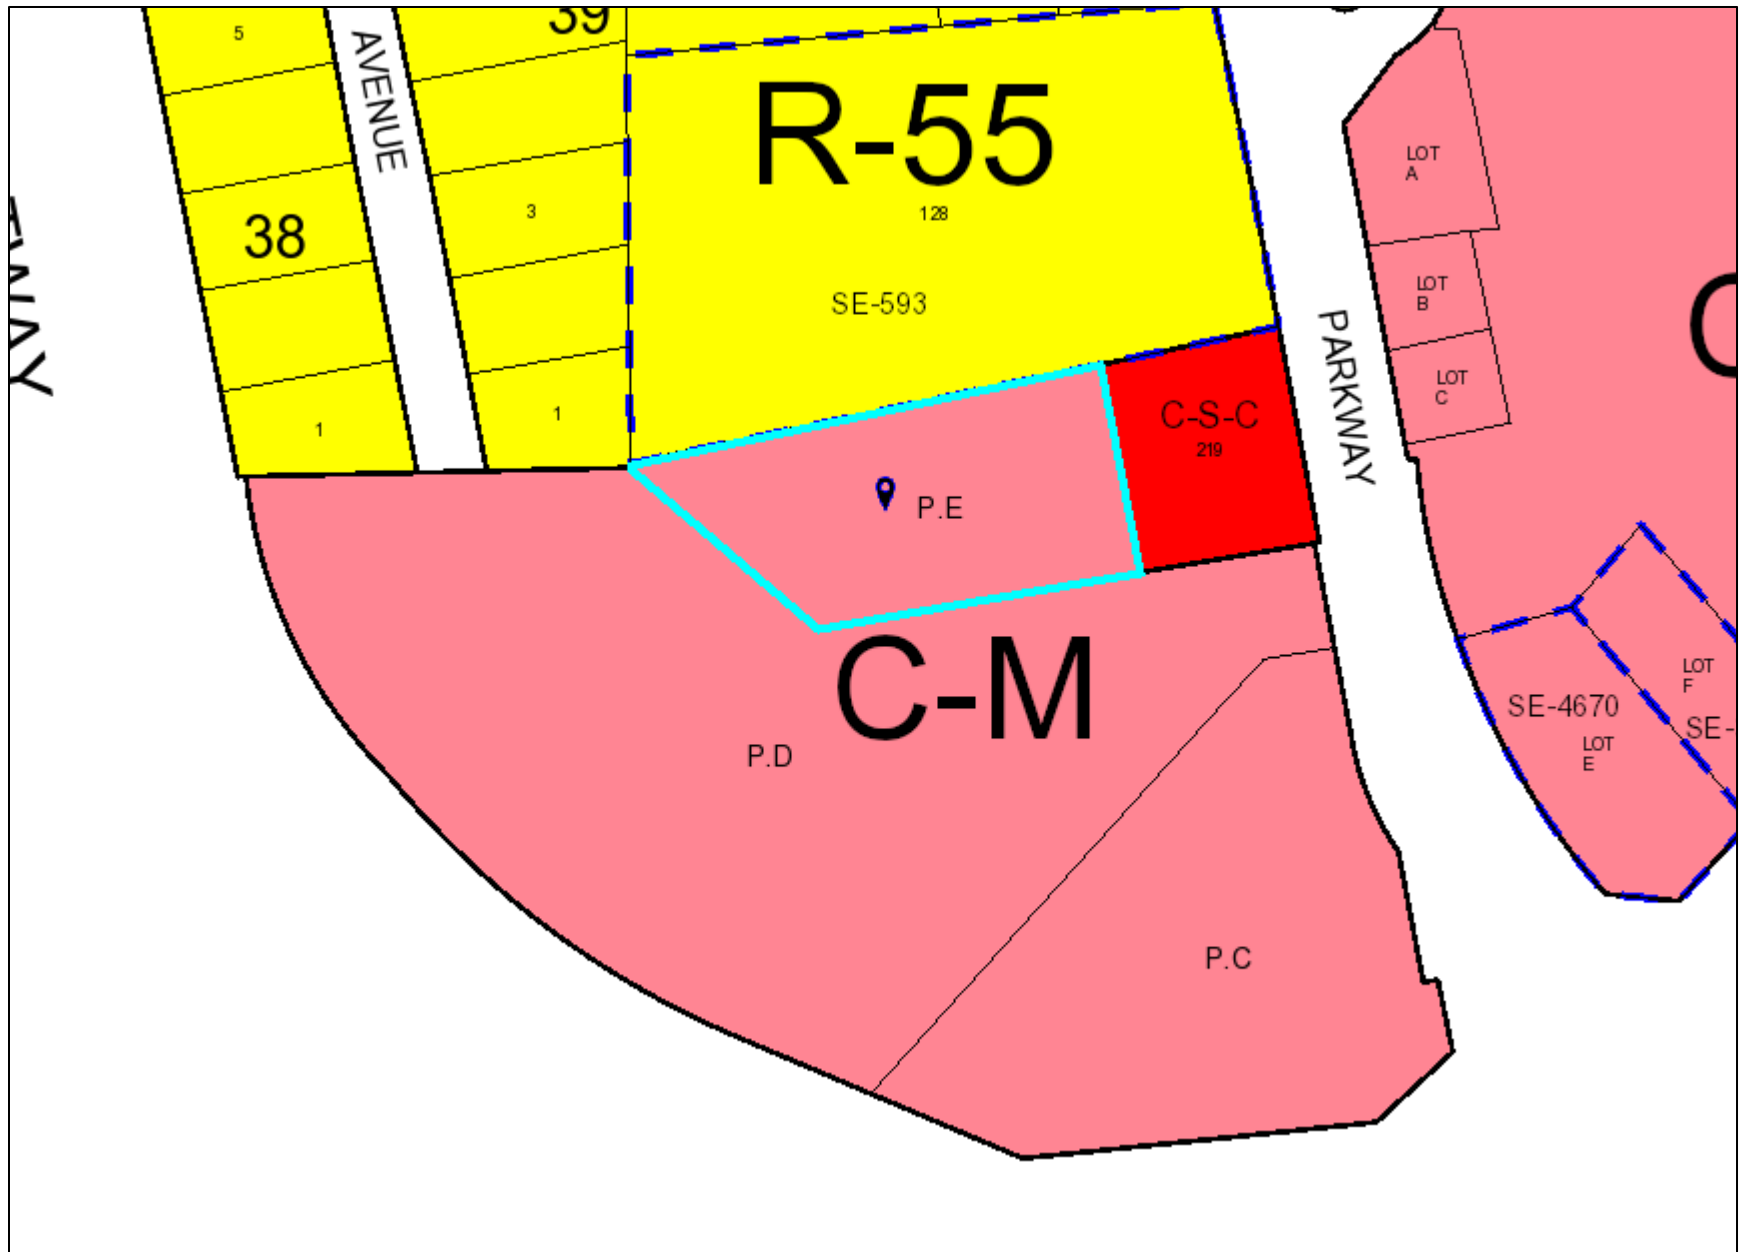 5
39
AVENUE
R-55
LOT
A
3
128
38
LOT
B
SE-593
PARKWAY
LOT
C
C-S-C
219
1
1
P.E
C-M
LOT
F
SE-4670
SE-
LOT
E
P.D
P.C